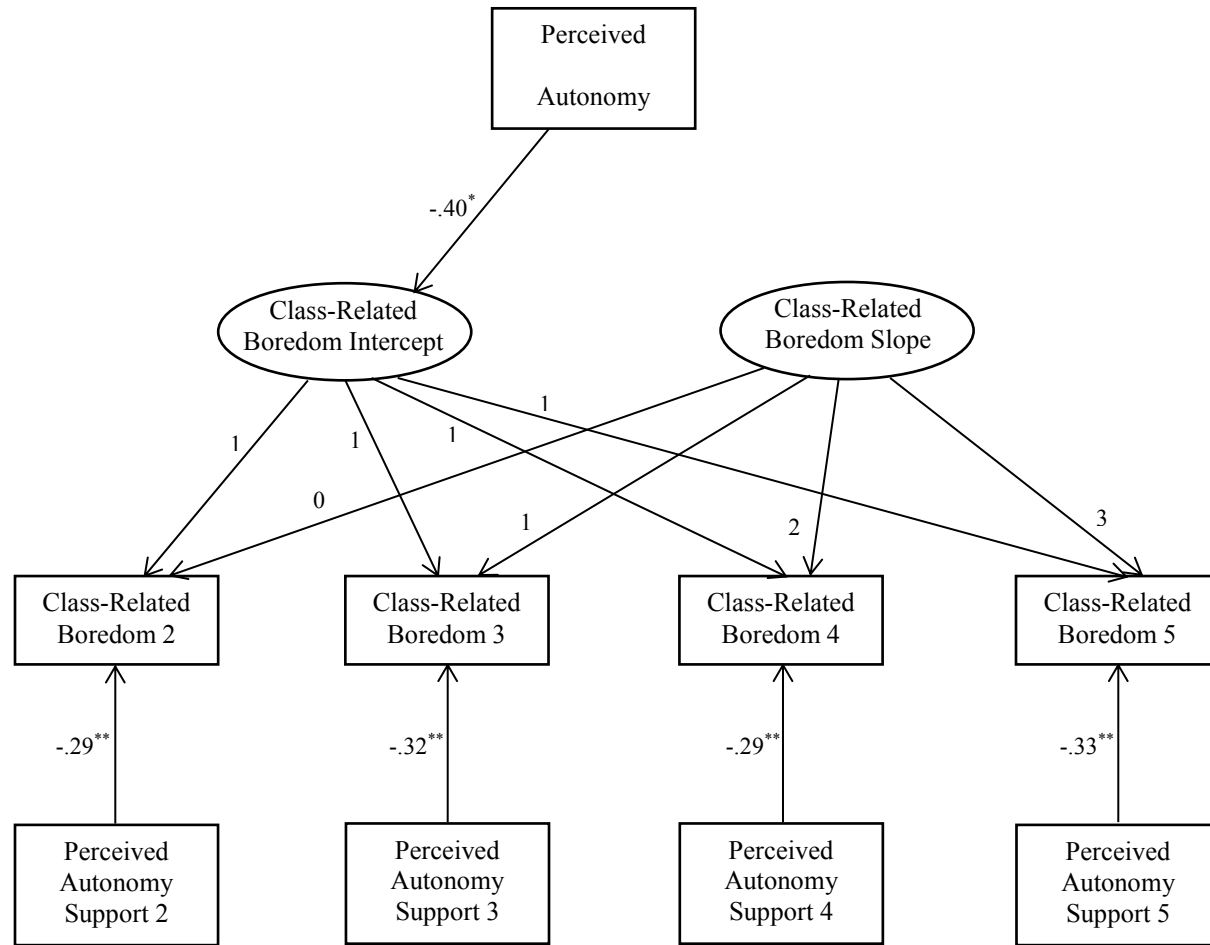 Perceived
Autonomy
-.40*
Class-Related
Boredom Intercept
Class-Related
Boredom Slope
1
1
1
1
0
1
2
3
Class-Related
Boredom 2
Class-Related
Boredom 3
Class-Related
Boredom 4
Class-Related
Boredom 5
-.29**
-.32**
-.29**
-.33**
Perceived
Autonomy
Support 2
Perceived
Autonomy
Support 3
Perceived
Autonomy
Support 4
Perceived
Autonomy
Support 5